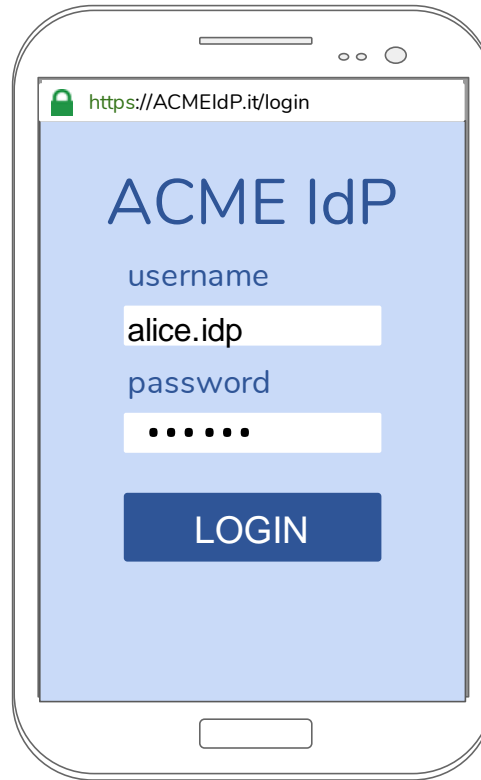 https://ACMEIdP.it/login
ACME IdP
username
alice.idp
password
••••••
LOGIN